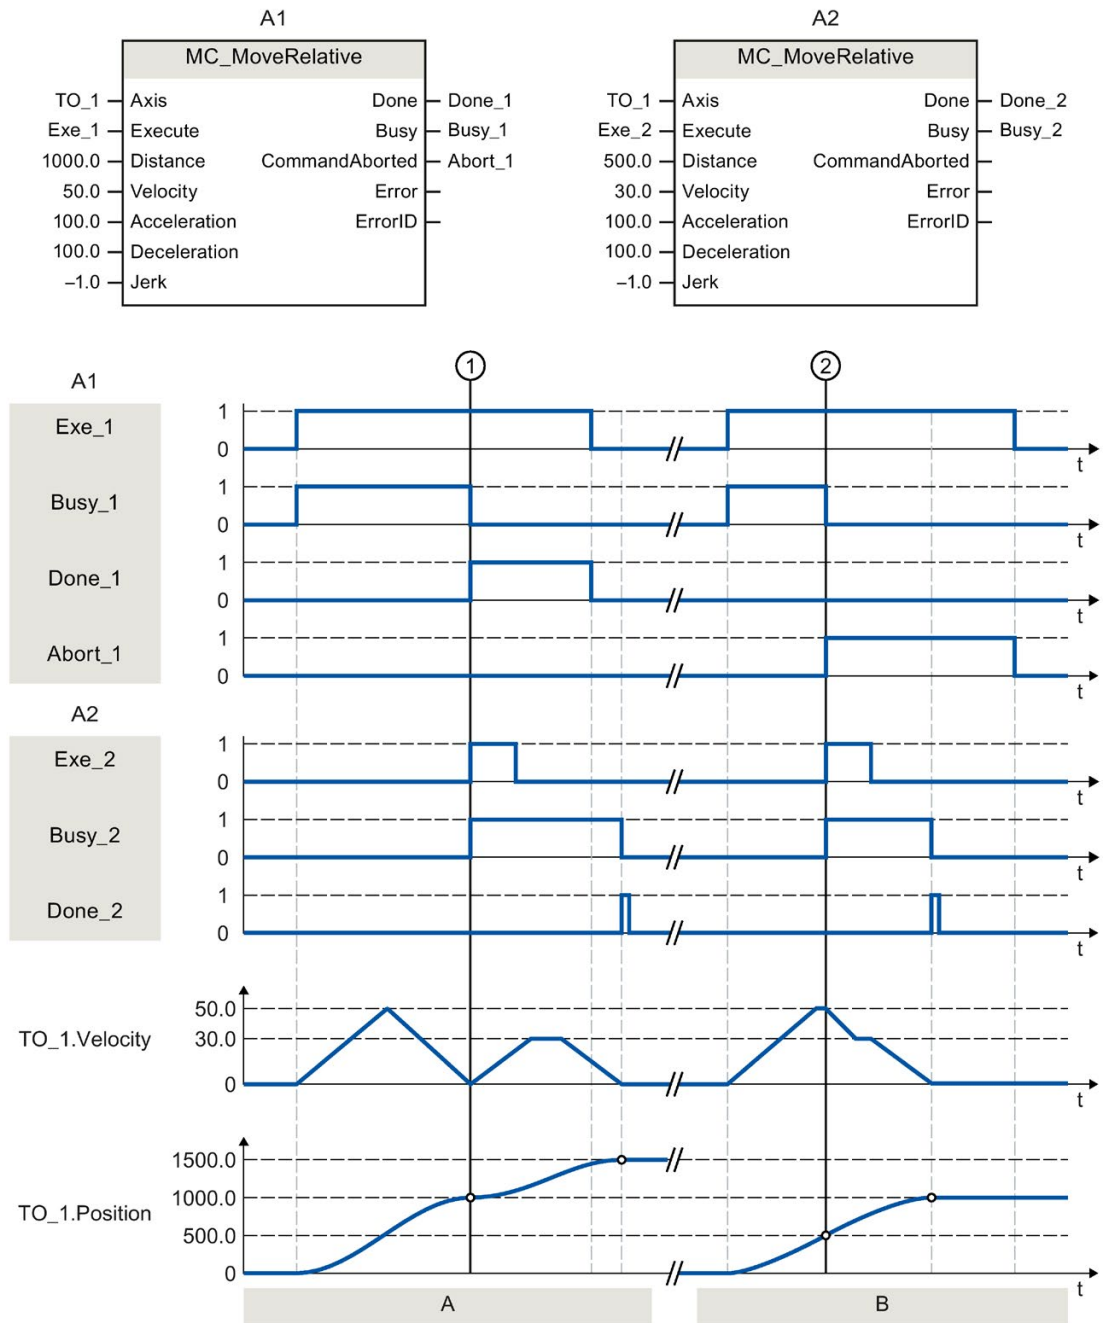 A1 A2
MC_MoveRelative MC_MoveRelative
TO_1 Axis Done Done_1 TO_1 Axis Done Done_2
Exe_1 Execute Busy Busy_1 Exe_2 Execute Busy Busy_2
1000.0 Distance CommandAborted Abort_1 500.0 Distance CommandAborted
50.0 Velocity Error 30.0 Velocity Error
100.0 Acceleration ErrorID 100.0 Acceleration ErrorID
100.0 Deceleration 100.0 Deceleration
–1.0 Jerk –1.0 Jerk
1 2
A1
1
Exe_1
0
t
1
Busy_1
0
t
1
Done_1
0
t
1
Abort_1
0
t
A2
1
Exe_2
0
t
1
Busy_2
0
t
1
Done_2
0
t
50.0
30.0
TO_1.Velocity
0
t
1500.0
1000.0
TO_1.Position
500.0
0
t
A B